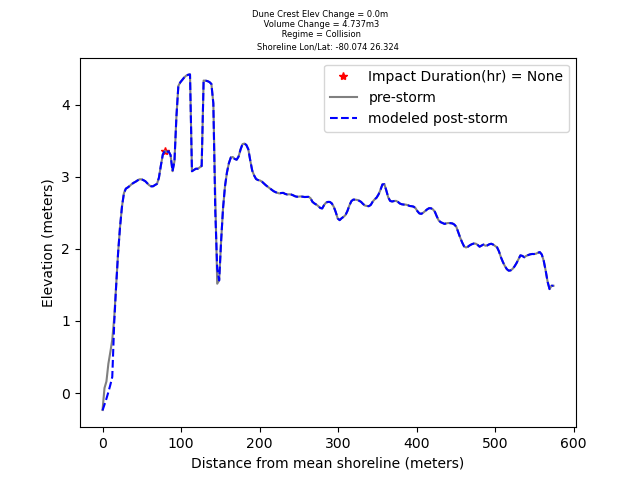 Dune Crest Elev Change = 0.0m
Volume Change = 4.737m3
Regime = Collision
Shoreline Lon/Lat: -80.074 26.324
Impact Duration(hr) = None
pre-storm
modeled post-storm
Elevation (meters)
4
3
2
1
0
0 100 200 300 400 500 600
Distance from mean shoreline (meters)